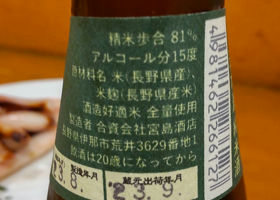 精米歩合 81%
アルコール分15度
原材料名 米(長野県産)、
米麹(長野県産米)
酒造好適米 全量使用
製造者 合資会社宮島酒店
長野県伊那市荒井3629番地1
飲酒は20歳になってから
製造年月
23.8.
蔵元出荷年月
23.9.
4981462266721